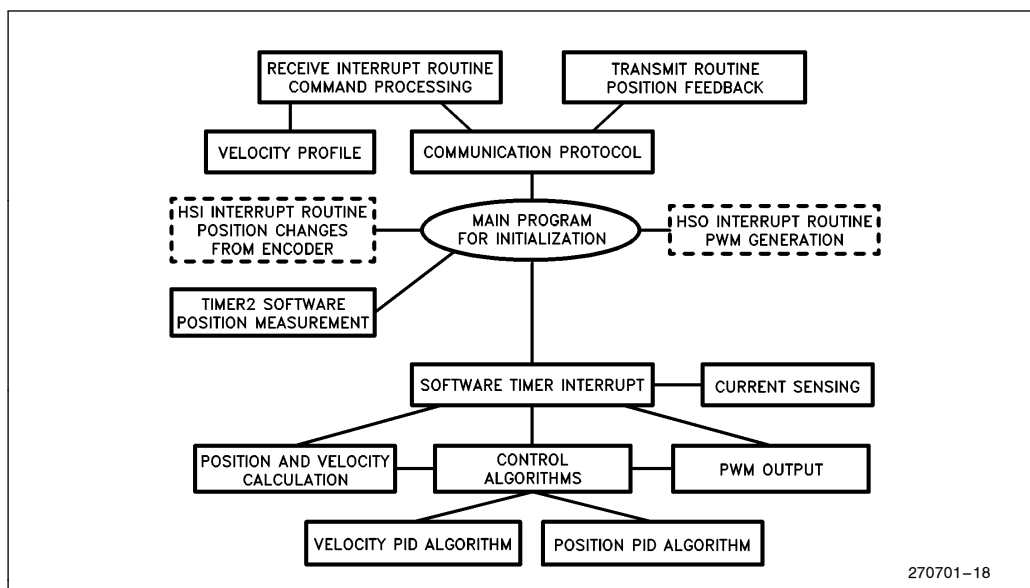 RECEIVE INTERRUPT ROUTINE
COMMAND PROCESSING
TRANSMIT ROUTINE
POSITION FEEDBACK
VELOCITY PROFILE
COMMUNICATION PROTOCOL
HSI INTERRUPT ROUTINE
POSITION CHANGES
FROM ENCODER
MAIN PROGRAM
FOR INITIALIZATION
HSO INTERRUPT ROUTINE
PWM GENERATION
TIMER2 SOFTWARE
POSITION MEASUREMENT
SOFTWARE TIMER INTERRUPT
CURRENT SENSING
POSITION AND VELOCITY
CALCULATION
CONTROL
ALGORITHMS
PWM OUTPUT
VELOCITY PID ALGORITHM
POSITION PID ALGORITHM
270701–18